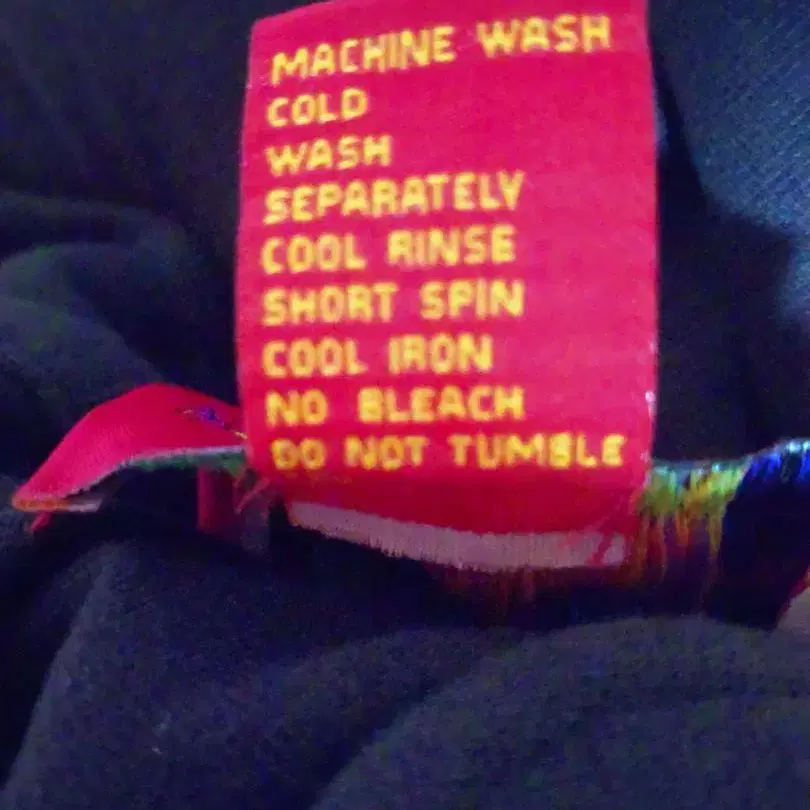 MACHINE WASH
COLD
WASH
SEPARATELY
COOL RINSE
SHORT SPIN
COOL IRON
NO BLEACH
DO NOT TUMBLE